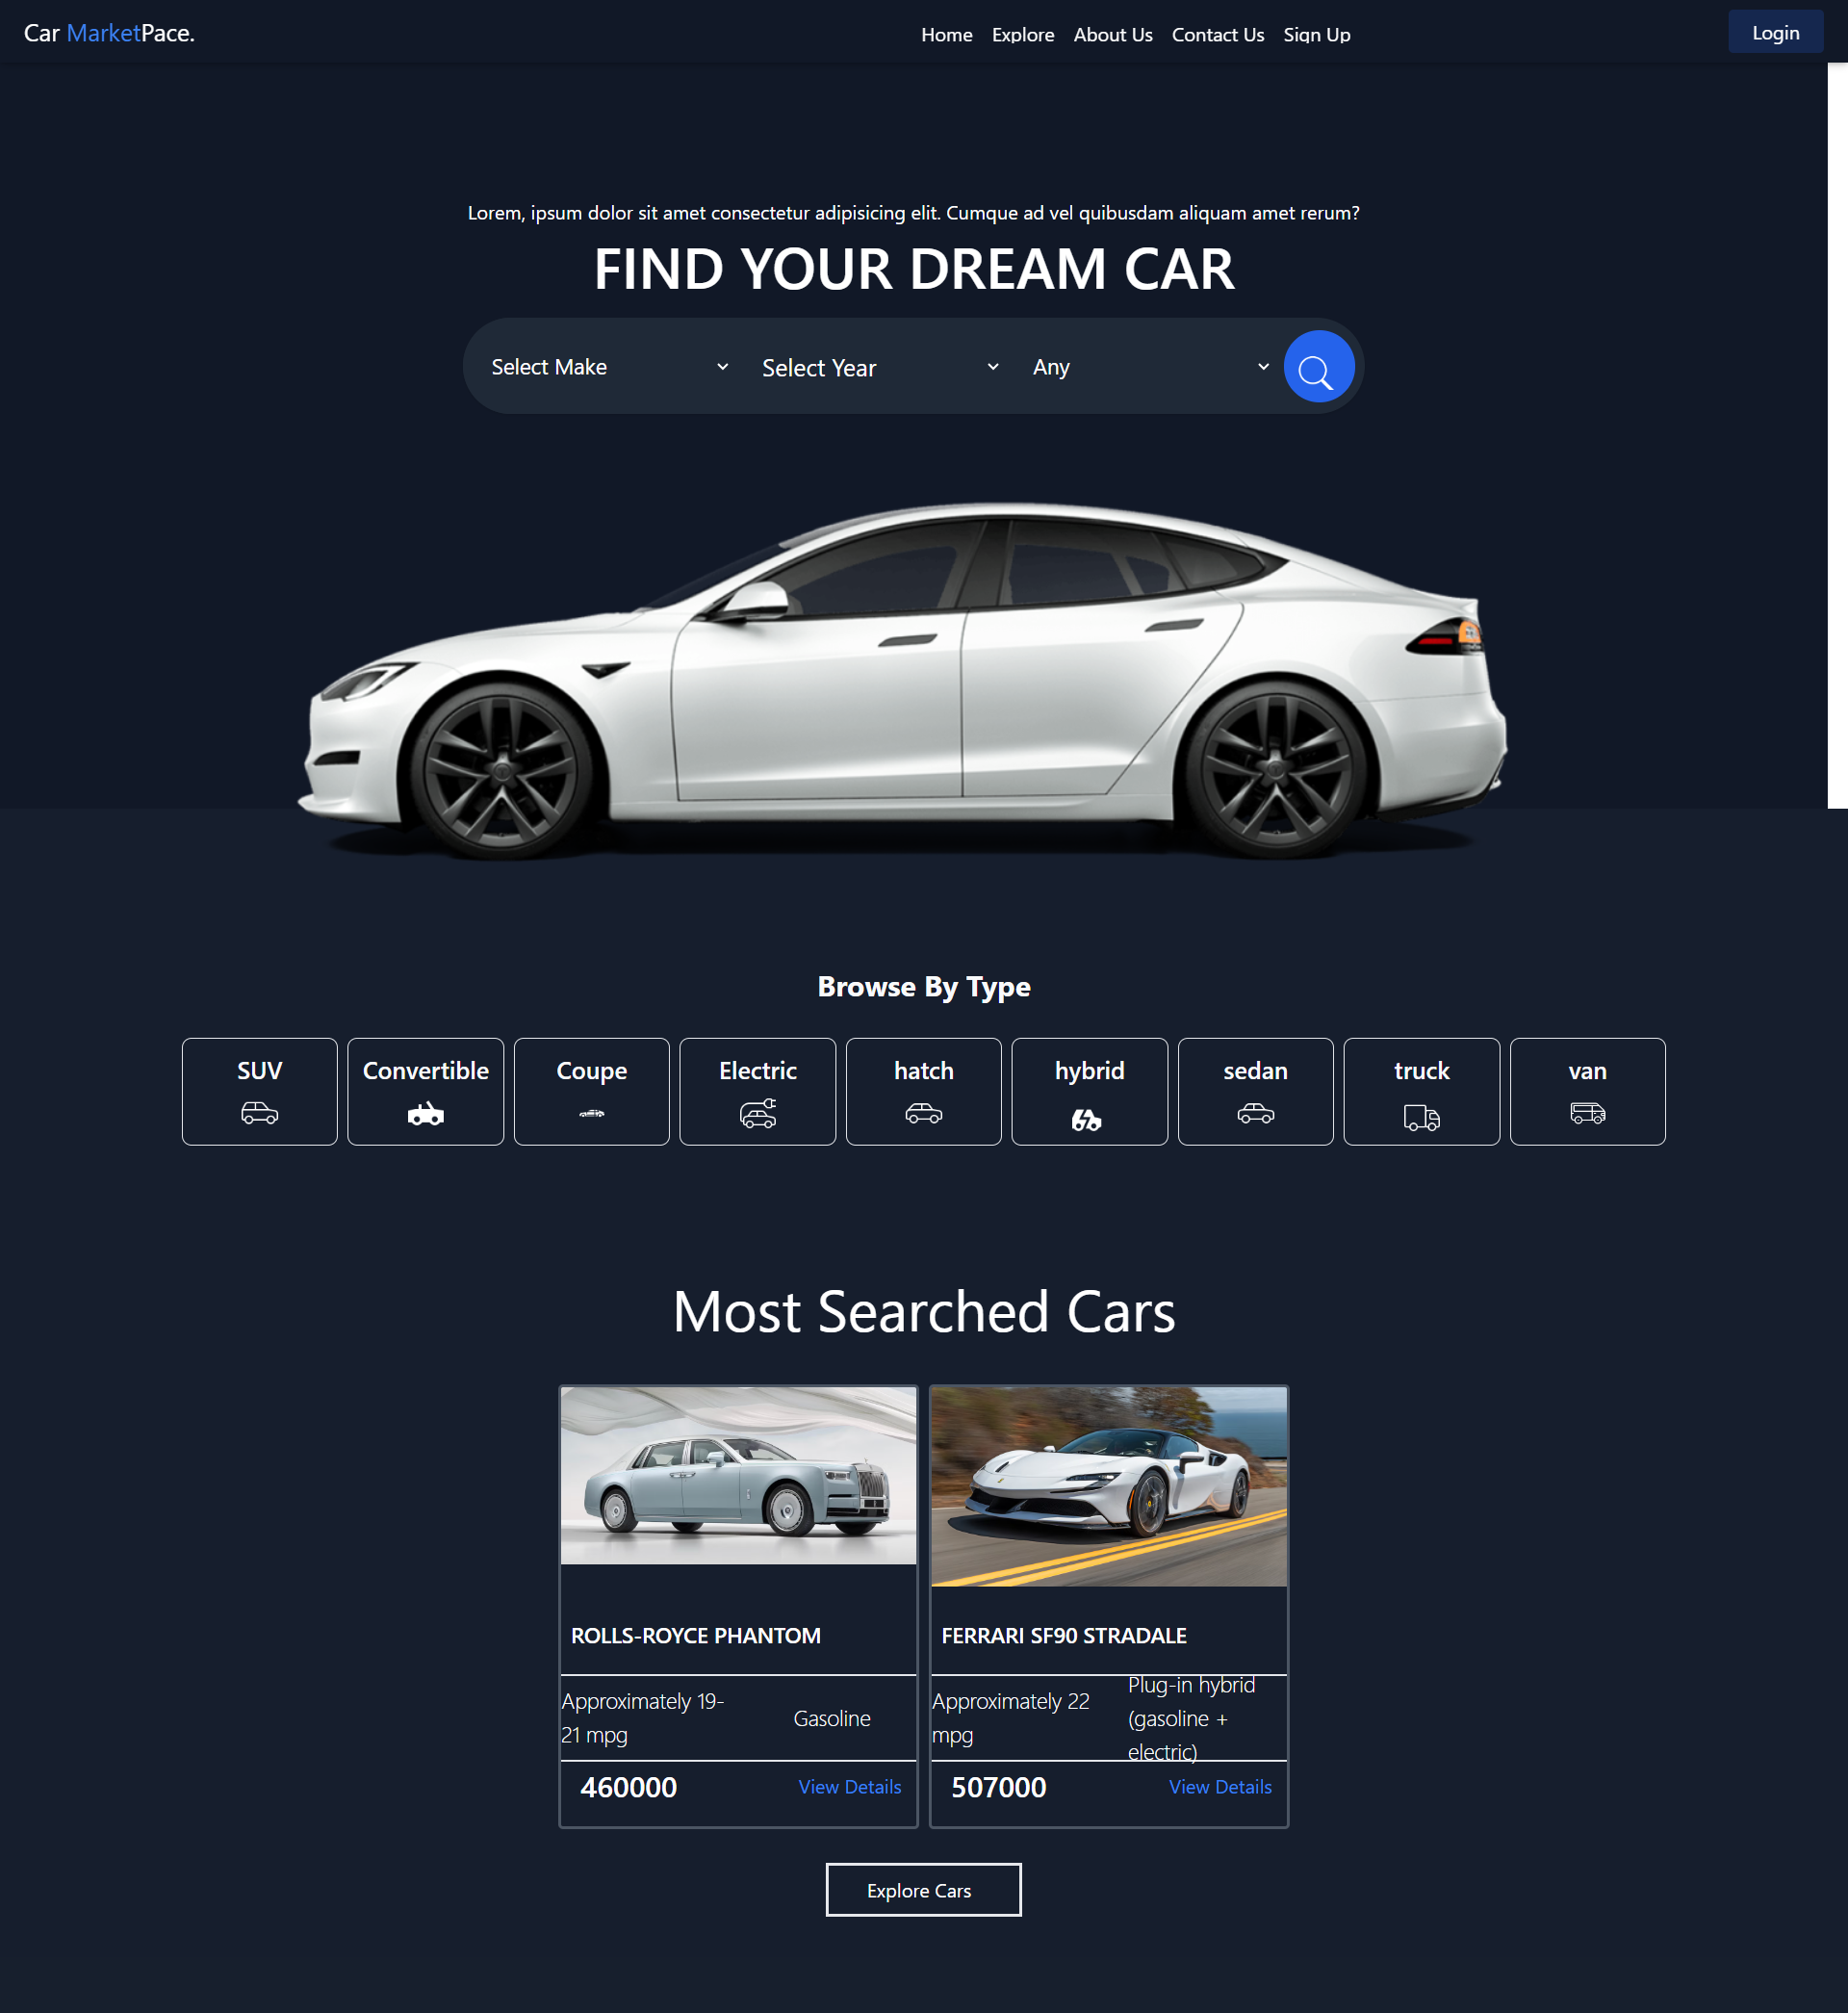 Car MarketPace.
Home Explore About Us Contact Us Sign Up
Login
Lorem, ipsum dolor sit amet consectetur adipisicing elit. Cumque ad vel quibusdam aliquam amet rerum?
FIND YOUR DREAM CAR
Select Make
Select Year
Any
Browse By Type
SUV
Convertible
Coupe
Electric
hatch
hybrid
sedan
truck
van
Most Searched Cars
ROLLS-ROYCE PHANTOM
Approximately 19-
21 mpg
Gasoline
460000
View Details
FERRARI SF90 STRADALE
Approximately 22
mpg
Plug-in hybrid
(gasoline +
electric)
507000
View Details
Explore Cars